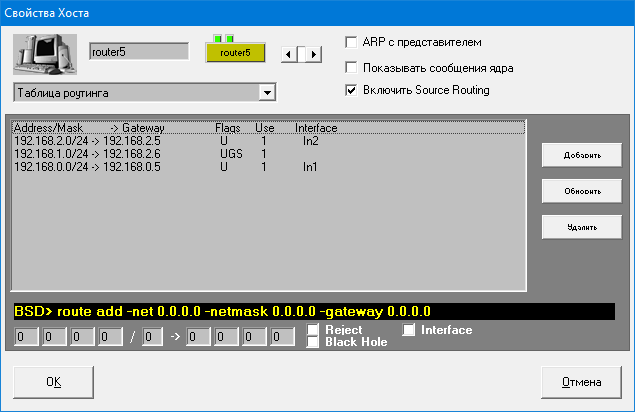 Свойства Хоста
router5
router5
ARP с представителем
Показывать сообщения ядра
Включить Source Routing
Таблица роутинга
Address/Mask -> Gateway Flags Use Interface
192.168.2.0/24 -> 192.168.2.5 U 1 In2
192.168.1.0/24 -> 192.168.2.6 UGS 1
192.168.0.0/24 -> 192.168.0.5 U 1 In1
Добавить
Обновить
Удалить
BSD> route add -net 0.0.0.0 -netmask 0.0.0.0 -gateway 0.0.0.0
0 0 0 0 / 0 -> 0 0 0 0 Reject Interface
Black Hole
OK Отмена